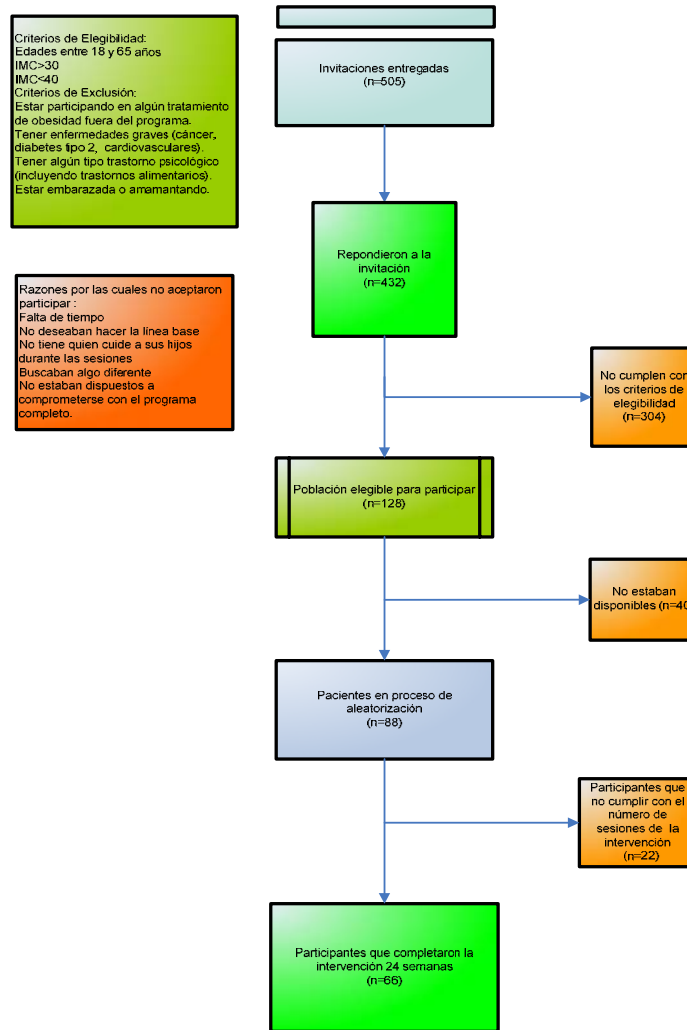 Criterios de Elegibilidad:
Edades entre 18 y 65 años
IMC>30
IMC<40
Criterios de Exclusión:
Estar participando en algún tratamiento
de obesidad fuera del programa.
Tener enfermedades graves (cáncer,
diabetes tipo 2, cardiovasculares).
Tener algún tipo trastorno psicológico
(incluyendo trastornos alimentarios).
Estar embarazada o amamantando.
Invitaciones entregadas
(n=505)
Repondieron a la
invitación
(n=432)
Razones por las cuales no aceptaron
participar :
Falta de tiempo
No deseaban hacer la línea base
No tiene quien cuide a sus hijos
durante las sesiones
Buscaban algo diferente
No estaban dispuestos a
comprometerse con el programa
completo.
No cumplen con
los criterios de
elegibilidad
(n=304)
Población elegible para participar
(n=128)
No estaban
disponibles (n=40
Pacientes en proceso de
aleatorización
(n=88)
Participantes que
no cumplir con el
número de
sesiones de la
intervención
(n=22)
Participantes que completaron la
intervención 24 semanas
(n=66)